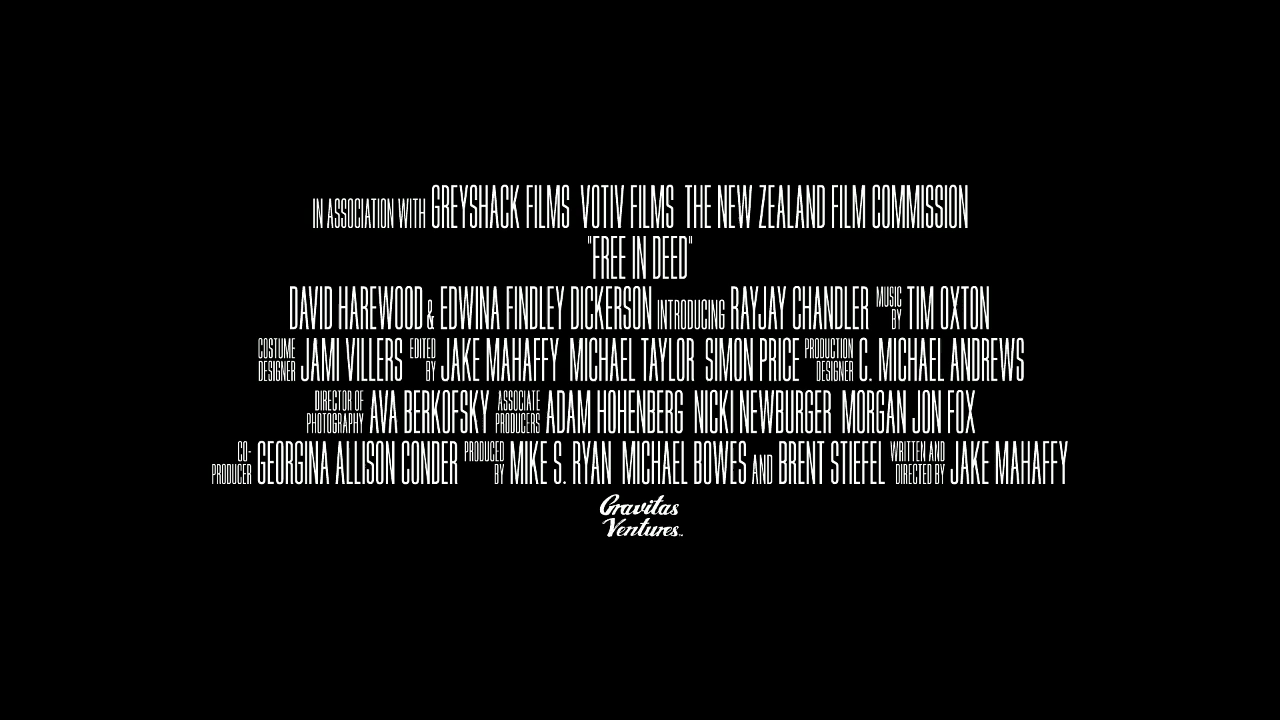 IN ASSOCIATION WITH GREYSHACK FILMS VOTIV FILMS THE NEW ZEALAND FILM COMMISSION
"FREE IN DEED"
DAVID HAREWOOD & EDWINA FINDLEY DICKERSON INTRODUCING RAYJAY CHANDLER MUSIC BY TIM OXTON
COSTUME DESIGNER JAMI VILLERS EDITED BY JAKE MAHAFFY MICHAEL TAYLOR SIMON PRICE PRODUCTION DESIGNER C. MICHAEL ANDREWS
DIRECTOR OF PHOTOGRAPHY AVA BERKOFSKY ASSOCIATE PRODUCERS ADAM HOHENBERG NICKI NEWBURGER MORGAN JON FOX
CO-PRODUCER GEORGINA ALLISON CONDER PRODUCED BY MIKE S. RYAN MICHAEL BOWES AND BRENT STIEFEL WRITTEN AND DIRECTED BY JAKE MAHAFFY
Gravitas
Ventures™